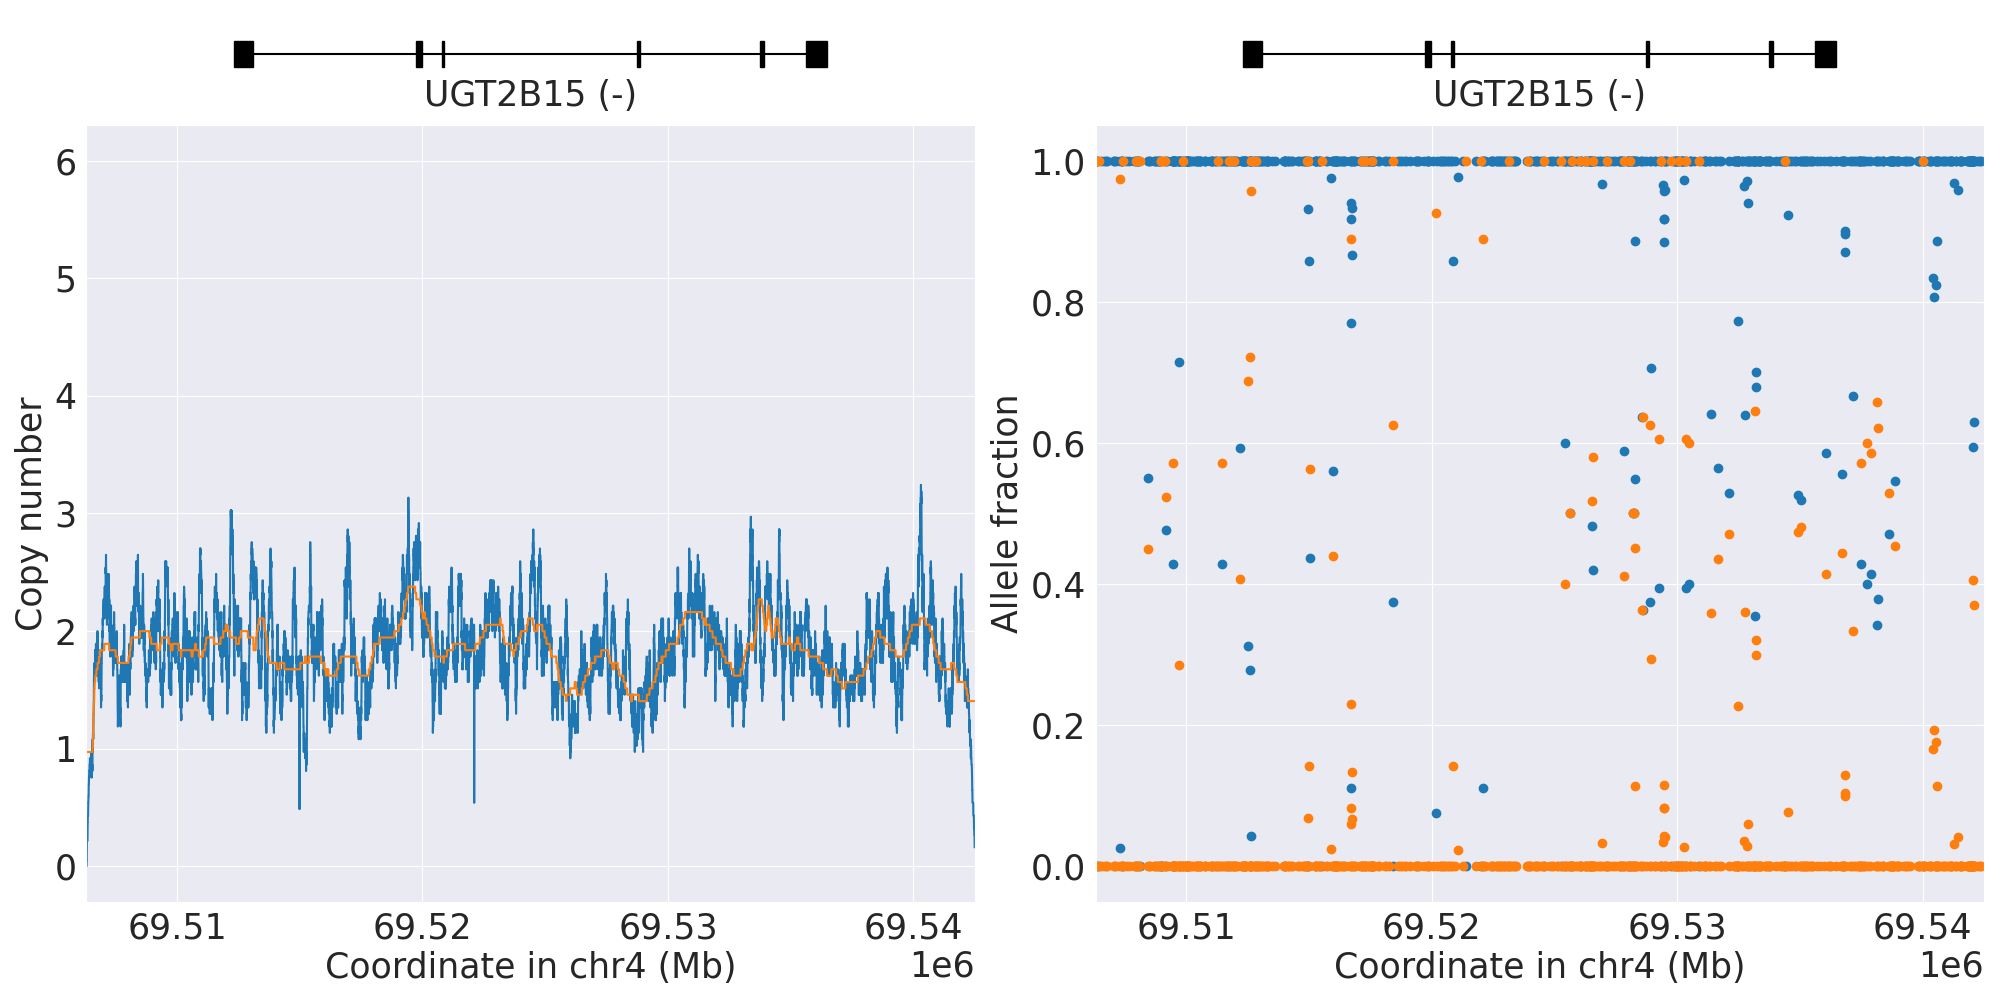 UGT2B15 (-)
6
5
4
3
2
1
0
Copy number
69.51 69.52 69.53 69.54
Coordinate in chr4 (Mb)
1e6
UGT2B15 (-)
1.0
0.8
0.6
0.4
0.2
0.0
Allele fraction
69.51 69.52 69.53 69.54
Coordinate in chr4 (Mb)
1e6